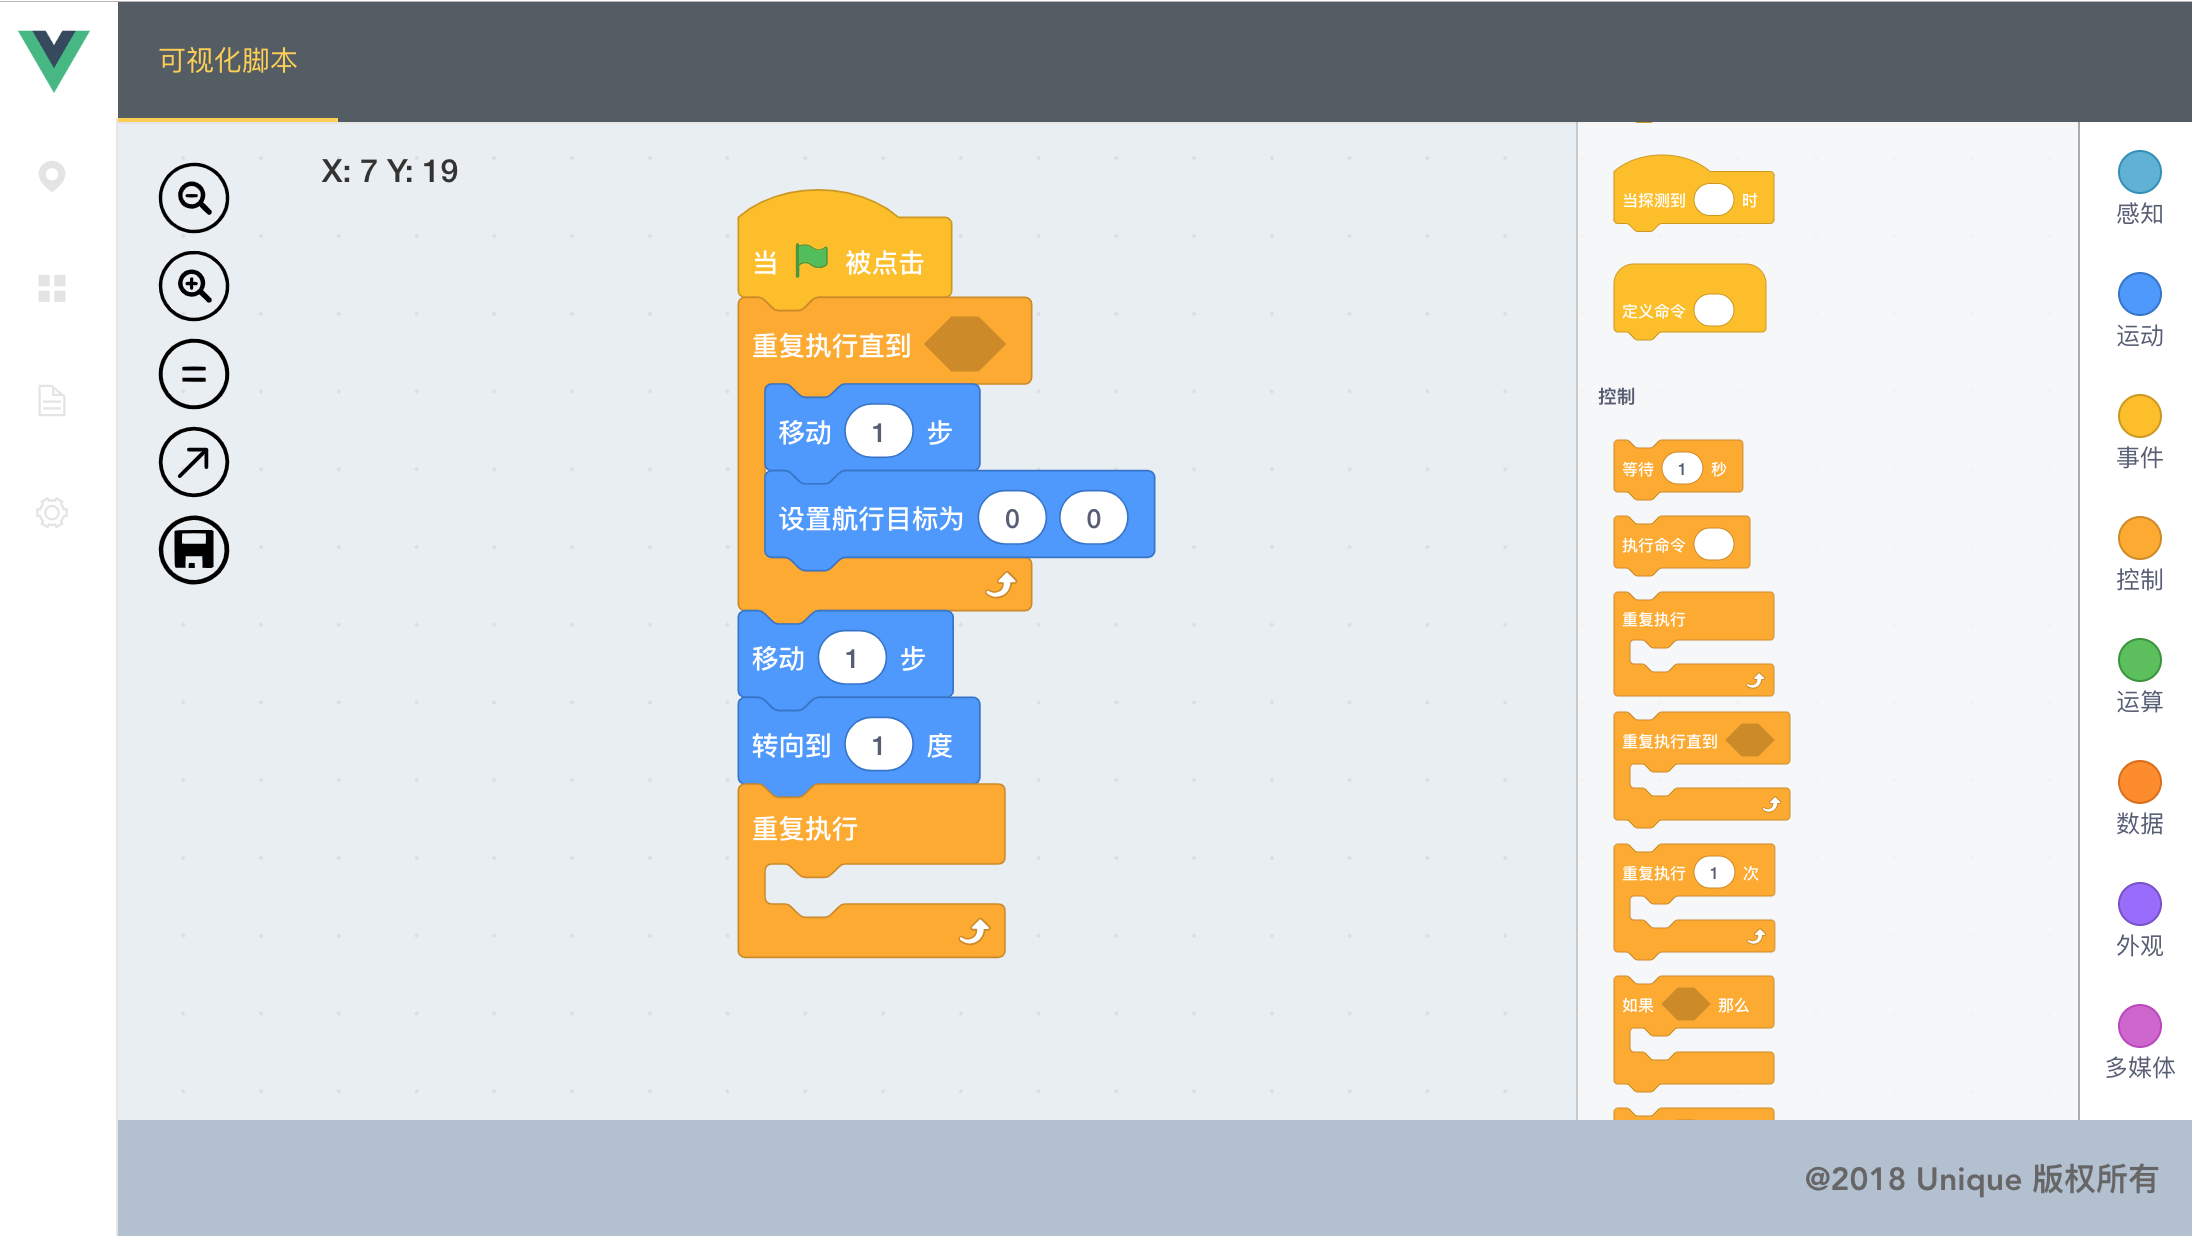 可视化脚本
X: 7 Y: 19
当 被点击
重复执行直到
移动 1 步
设置航行目标为 0 0
移动 1 步
转向到 1 度
重复执行
当探测到 时
定义命令
控制
等待 1 秒
执行命令
重复执行
重复执行直到
重复执行 1 次
如果 那么
感知
运动
事件
控制
运算
数据
外观
多媒体
@2018 Unique 版权所有